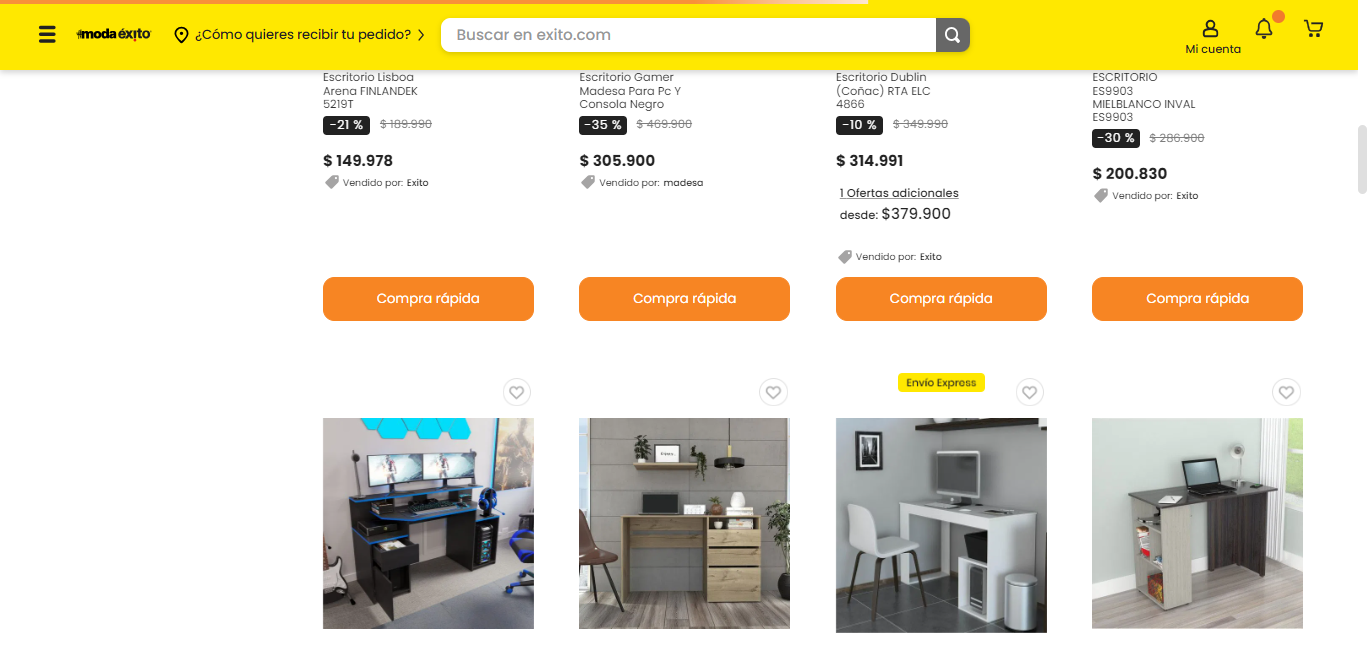 moda éxito
¿Cómo quieres recibir tu pedido?
Buscar en exito.com
Mi cuenta
Escritorio Lisboa
Arena FINLANDEK
5219T
-21 % $ 189.990
$ 149.978
Vendido por: Exito
Compra rápida
Escritorio Gamer
Madesa Para Pc Y
Consola Negro
-35 % $ 469.900
$ 305.900
Vendido por: madesa
Compra rápida
Escritorio Dublin
(Coñac) RTA ELC
4866
-10 % $ 349.990
$ 314.991
1 Ofertas adicionales
desde: $379.900
Vendido por: Exito
Compra rápida
ESCRITORIO
ES9903
MIELBLANCO INVAL
ES9903
-30 % $ 286.900
$ 200.830
Vendido por: Exito
Compra rápida
Envío Express